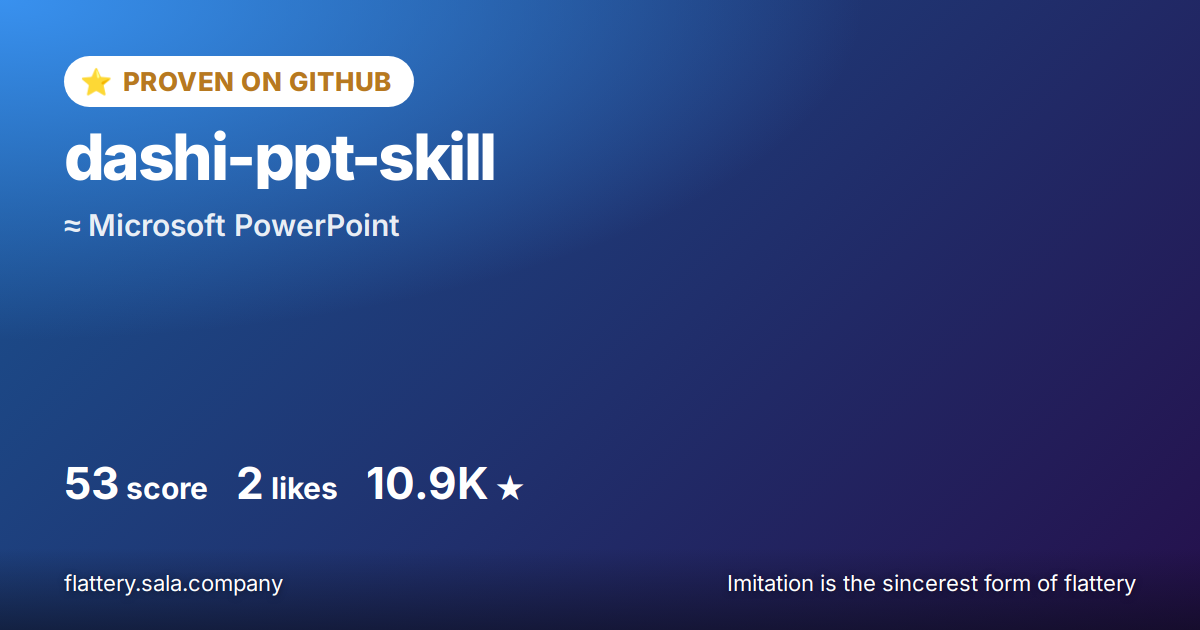 ⭐ PROVEN ON GITHUB
dashi-ppt-skill
≈ Microsoft PowerPoint
53 score 2 likes 10.9K ★
flattery.sala.company
Imitation is the sincerest form of flattery